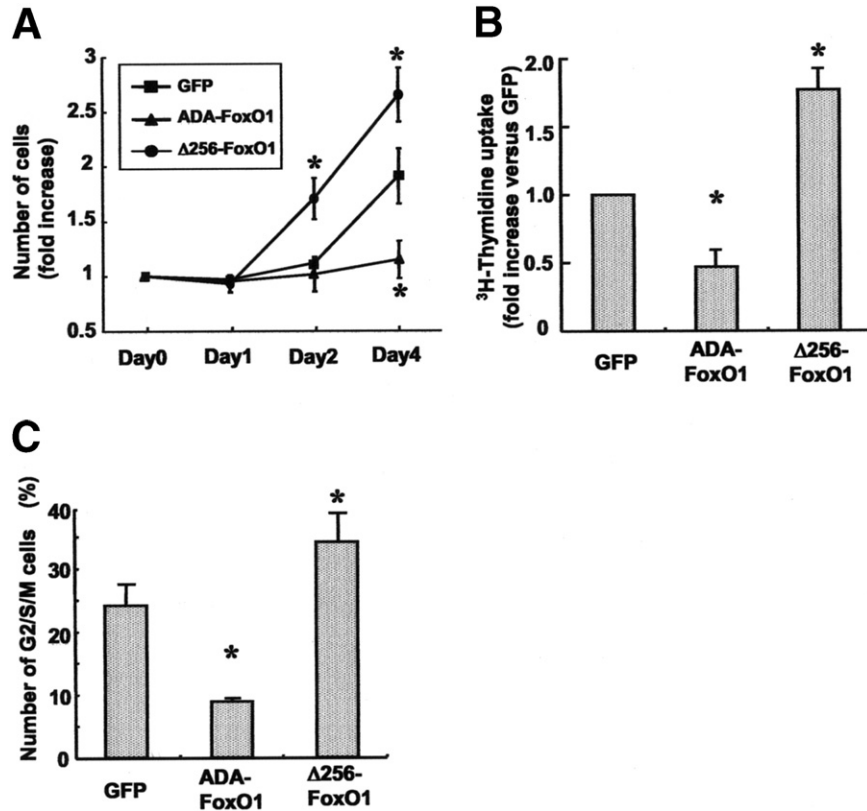 A
Number of cells
(fold increase)
3
2.5
2
1.5
1
0.5
GFP
ADA-FoxO1
Δ256-FoxO1
*
*
*
Day0 Day1 Day2 Day4
B
³H-Thymidine uptake
(fold increase versus GFP)
2.0
1.5
1.0
0.5
0
*
*
GFP ADA-FoxO1 Δ256-FoxO1
C
Number of G2/S/M cells (%)
40
30
20
10
0
*
*
GFP ADA-FoxO1 Δ256-FoxO1